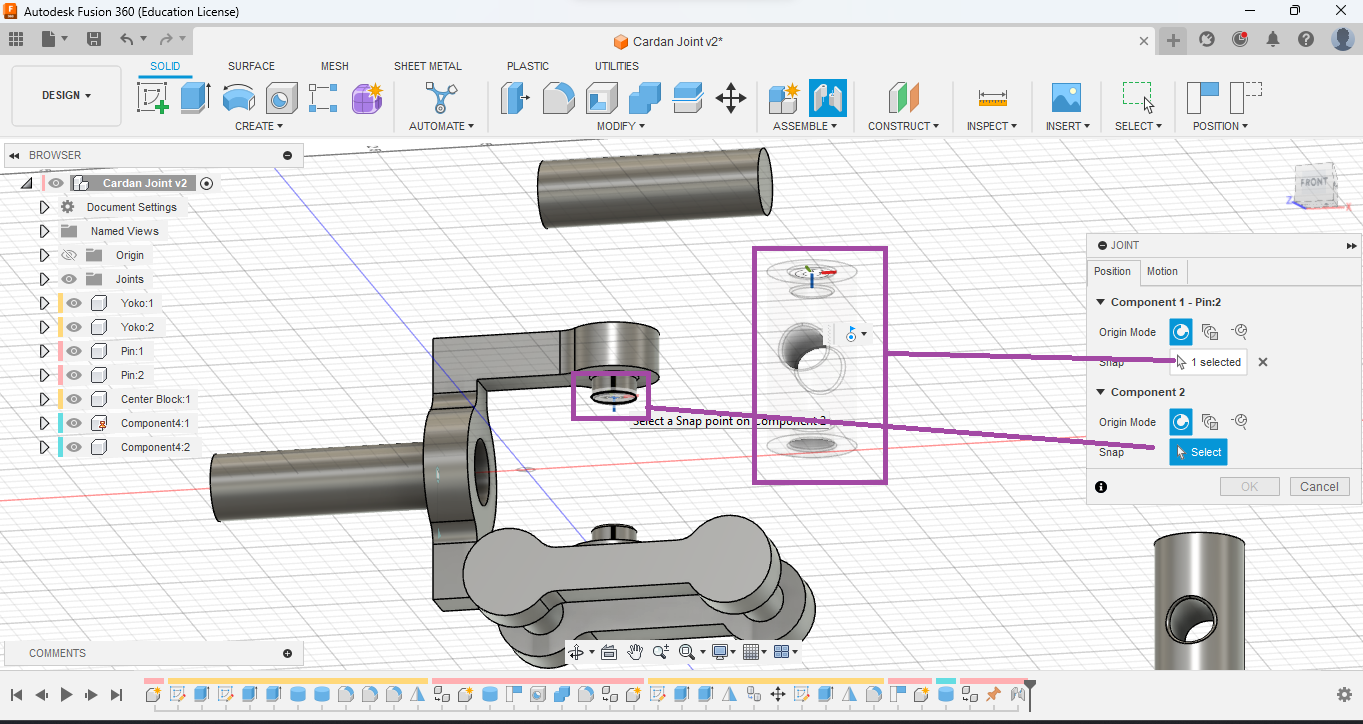 Autodesk Fusion 360 (Education License)
Cardan Joint v2*
SOLID SURFACE MESH SHEET METAL PLASTIC UTILITIES
DESIGN
CREATE AUTOMATE MODIFY ASSEMBLE CONSTRUCT INSPECT INSERT SELECT POSITION
BROWSER
Cardan Joint v2
Document Settings
Named Views
Origin
Joints
Yoko:1
Yoko:2
Pin:1
Pin:2
Center Block:1
Component4:1
Component4:2
Select a Snap point on Component 2
FRONT
Z
X
JOINT
Position Motion
Component 1 - Pin:2
Origin Mode
Snap 1 selected
Component 2
Origin Mode
Snap Select
OK Cancel
COMMENTS